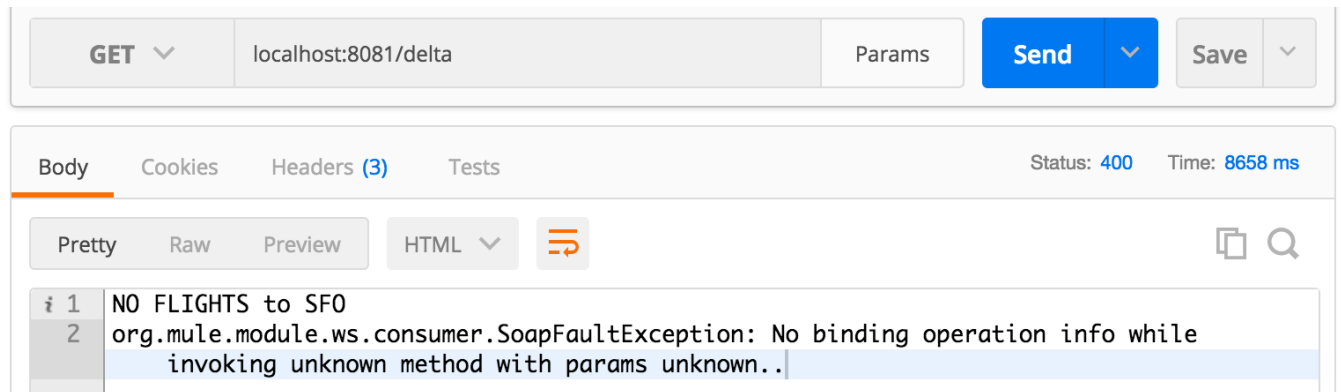 GET localhost:8081/delta Params Send Save
Body Cookies Headers (3) Tests Status: 400 Time: 8658 ms
Pretty Raw Preview HTML
i 1 NO FLIGHTS to SFO
2 org.mule.module.ws.consumer.SoapFaultException: No binding operation info while
invoking unknown method with params unknown..